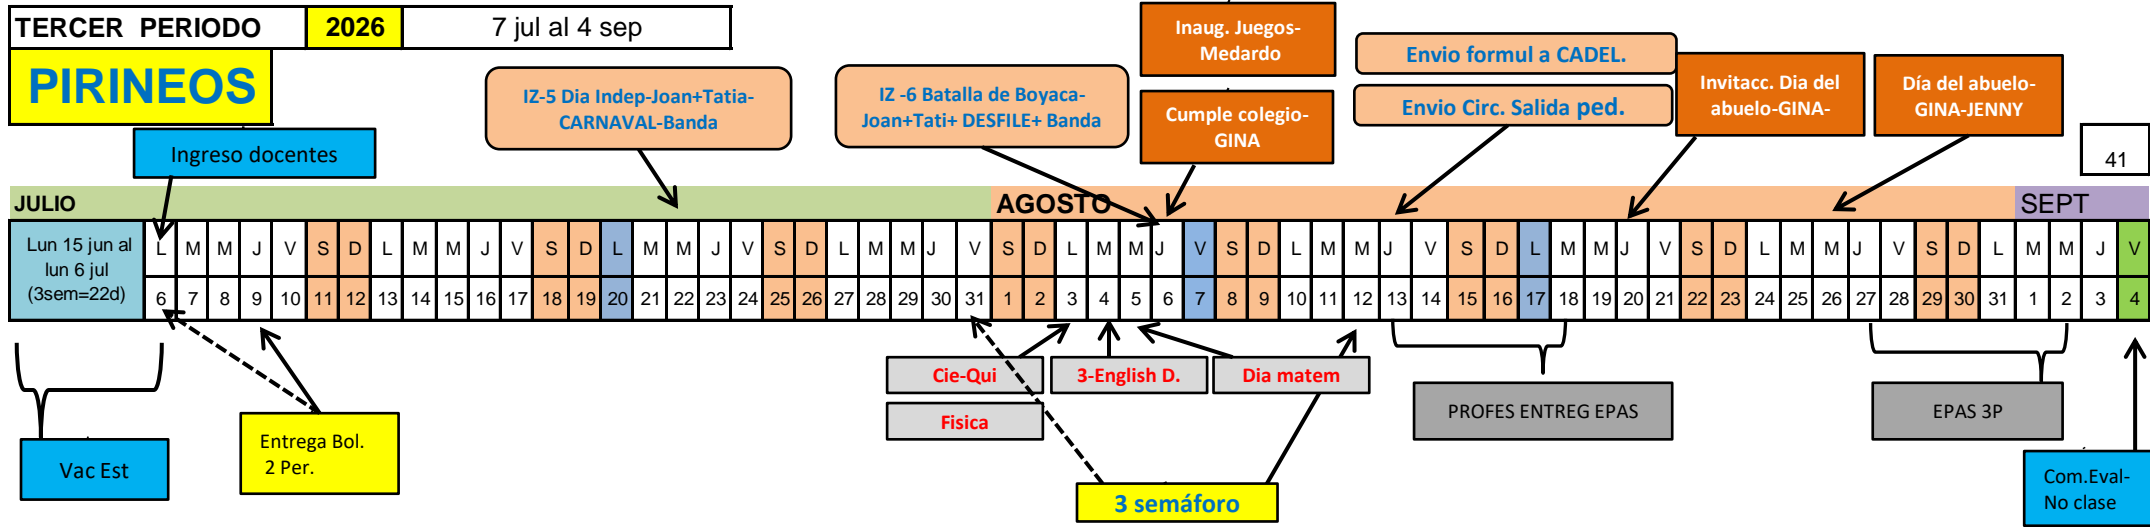 TERCER PERIODO 2026 7 jul al 4 sep
PIRINEOS
Ingreso docentes
IZ-5 Dia Indep-Joan+Tatia-
CARNAVAL-Banda
IZ -6 Batalla de Boyaca-
Joan+Tati+ DESFILE+ Banda
Inaug. Juegos-
Medardo
Cumple colegio-
GINA
Envio formul a CADEL.
Envio Circ. Salida ped.
Invitacc. Dia del
abuelo-GINA-
Día del abuelo-
GINA-JENNY
41
JULIO AGOSTO SEPT
Lun 15 jun al
lun 6 jul
(3sem=22d)
L M M J V S D L M M J V S D L M M J V S D L M M J V S D L M M J V S D L M M J V S D L M M J V S D L M M J V S D L M M J V
6 7 8 9 10 11 12 13 14 15 16 17 18 19 20 21 22 23 24 25 26 27 28 29 30 31 1 2 3 4 5 6 7 8 9 10 11 12 13 14 15 16 17 18 19 20 21 22 23 24 25 26 27 28 29 30 31 1 2 3 4
Vac Est
Entrega Bol.
2 Per.
Cie-Qui
Fisica
3-English D.
Dia matem
3 semáforo
PROFES ENTREG EPAS
EPAS 3P
Com.Eval-
No clase